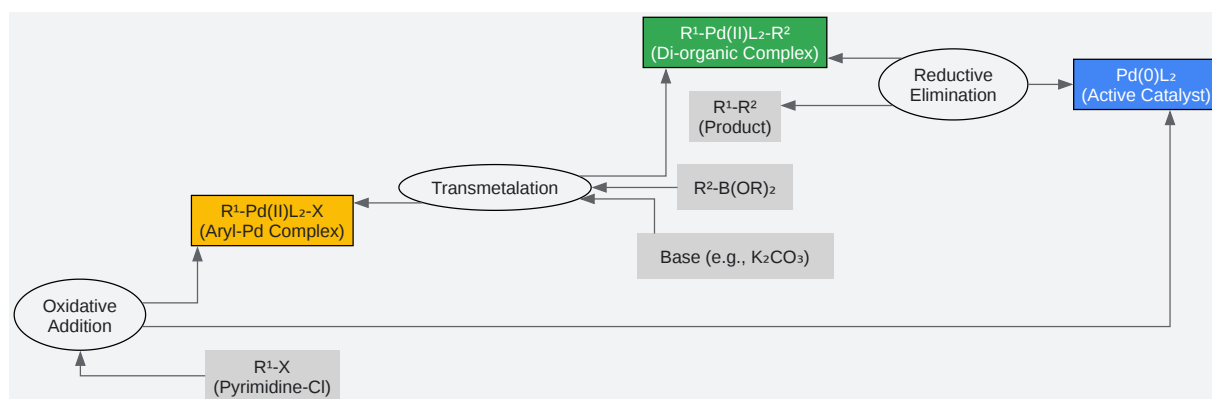 R¹-Pd(II)L₂-R²
(Di-organic Complex)
Reductive
Elimination
Pd(0)L₂
(Active Catalyst)
R¹-R²
(Product)
Transmetalation
R²-B(OR)₂
R¹-Pd(II)L₂-X
(Aryl-Pd Complex)
Base (e.g., K₂CO₃)
Oxidative
Addition
R¹-X
(Pyrimidine-Cl)